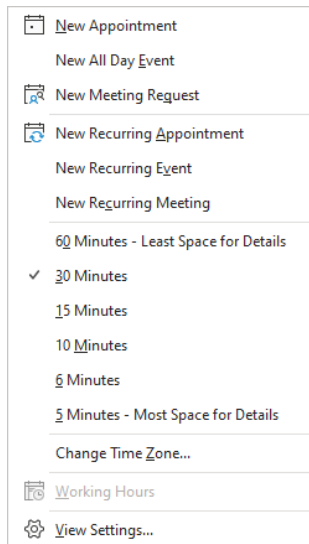 New Appointment
New All Day Event
New Meeting Request
New Recurring Appointment
New Recurring Event
New Recurring Meeting
60 Minutes - Least Space for Details
30 Minutes
15 Minutes
10 Minutes
6 Minutes
5 Minutes - Most Space for Details
Change Time Zone...
Working Hours
View Settings...